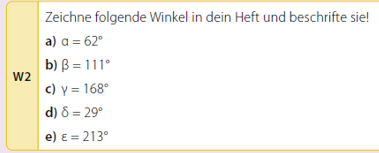 Zeichne folgende Winkel in dein Heft und beschrifte sie!
a) α = 62°
b) β = 111°
W2
c) γ = 168°
d) δ = 29°
e) ε = 213°